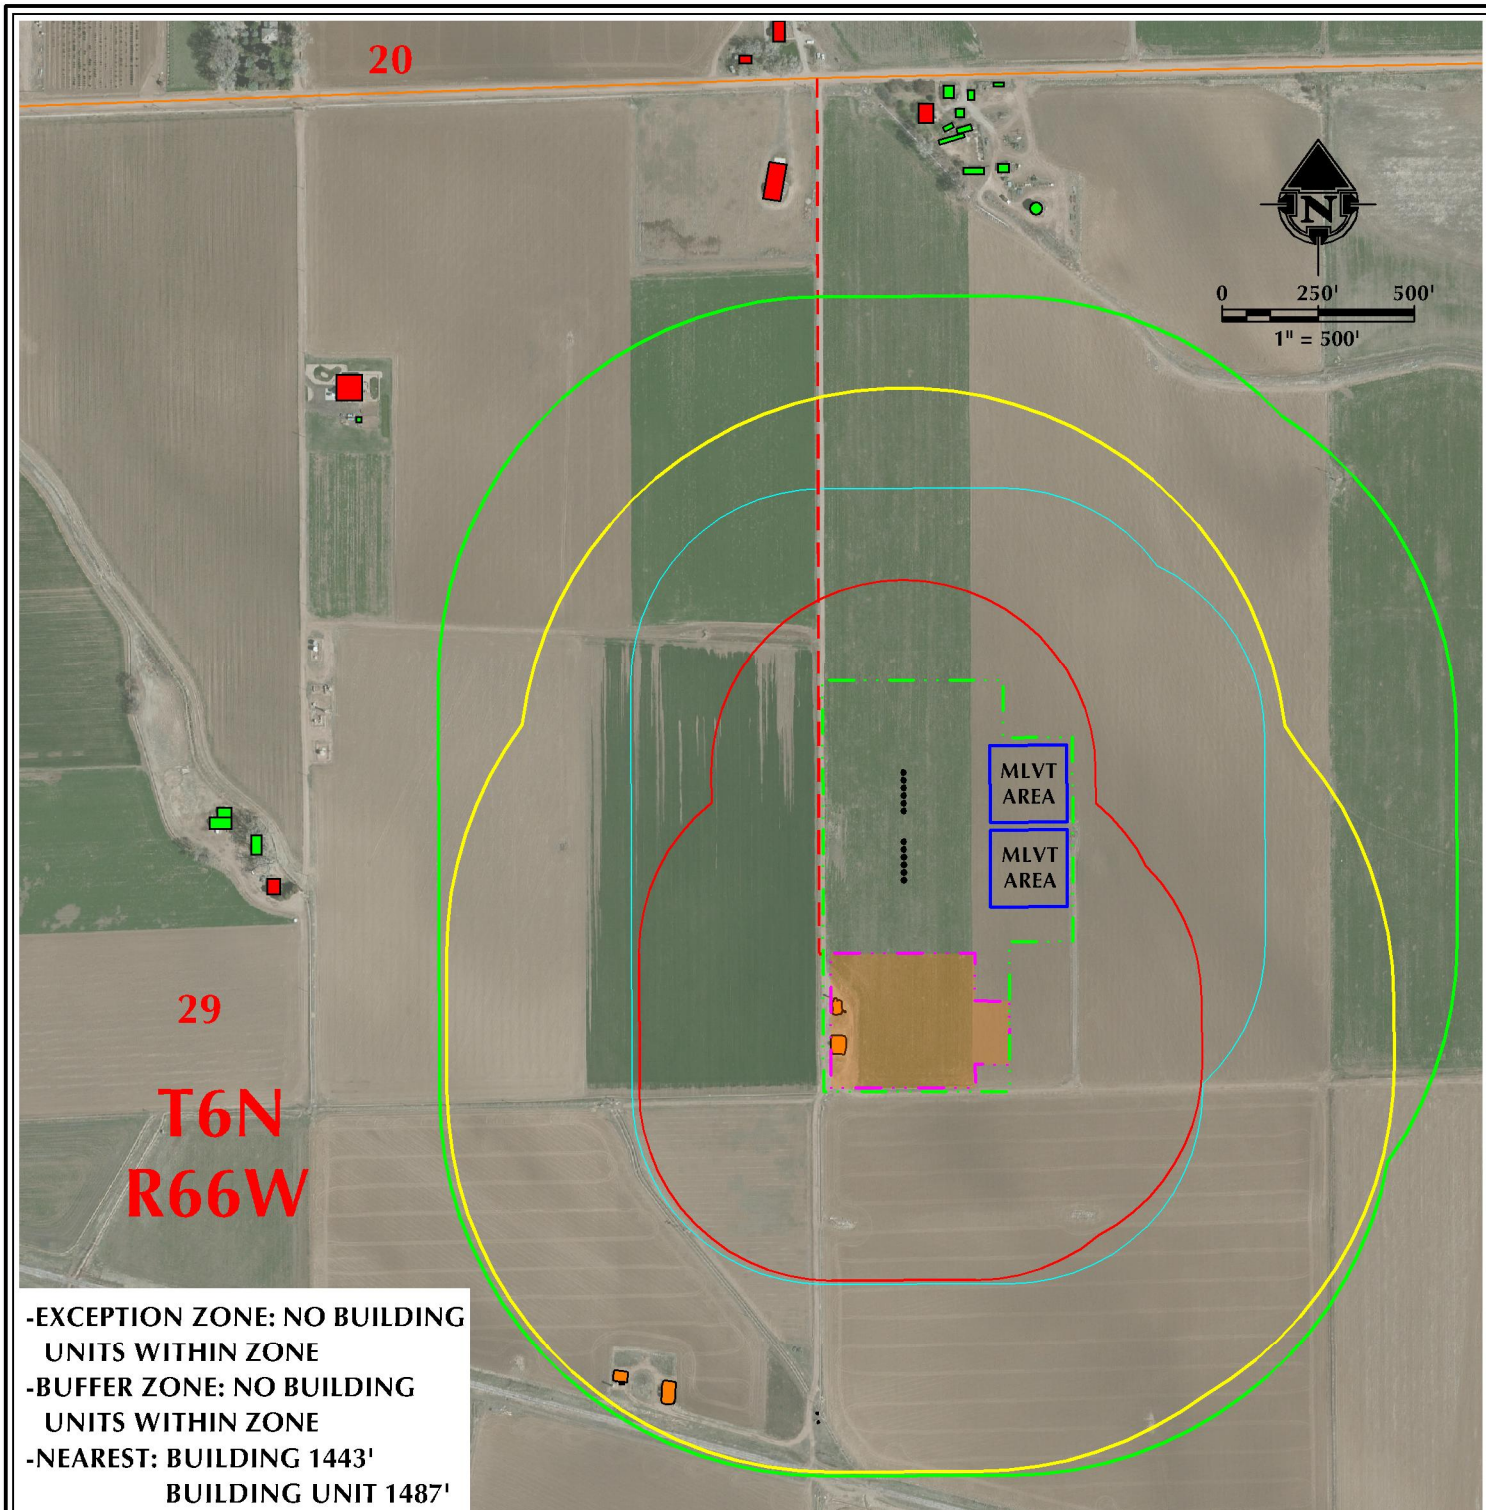 20
N
0 250' 500'
1" = 500'
MLVT
AREA
MLVT
AREA
29
T6N
R66W
-EXCEPTION ZONE: NO BUILDING
UNITS WITHIN ZONE
-BUFFER ZONE: NO BUILDING
UNITS WITHIN ZONE
-NEAREST: BUILDING 1443'
BUILDING UNIT 1487'